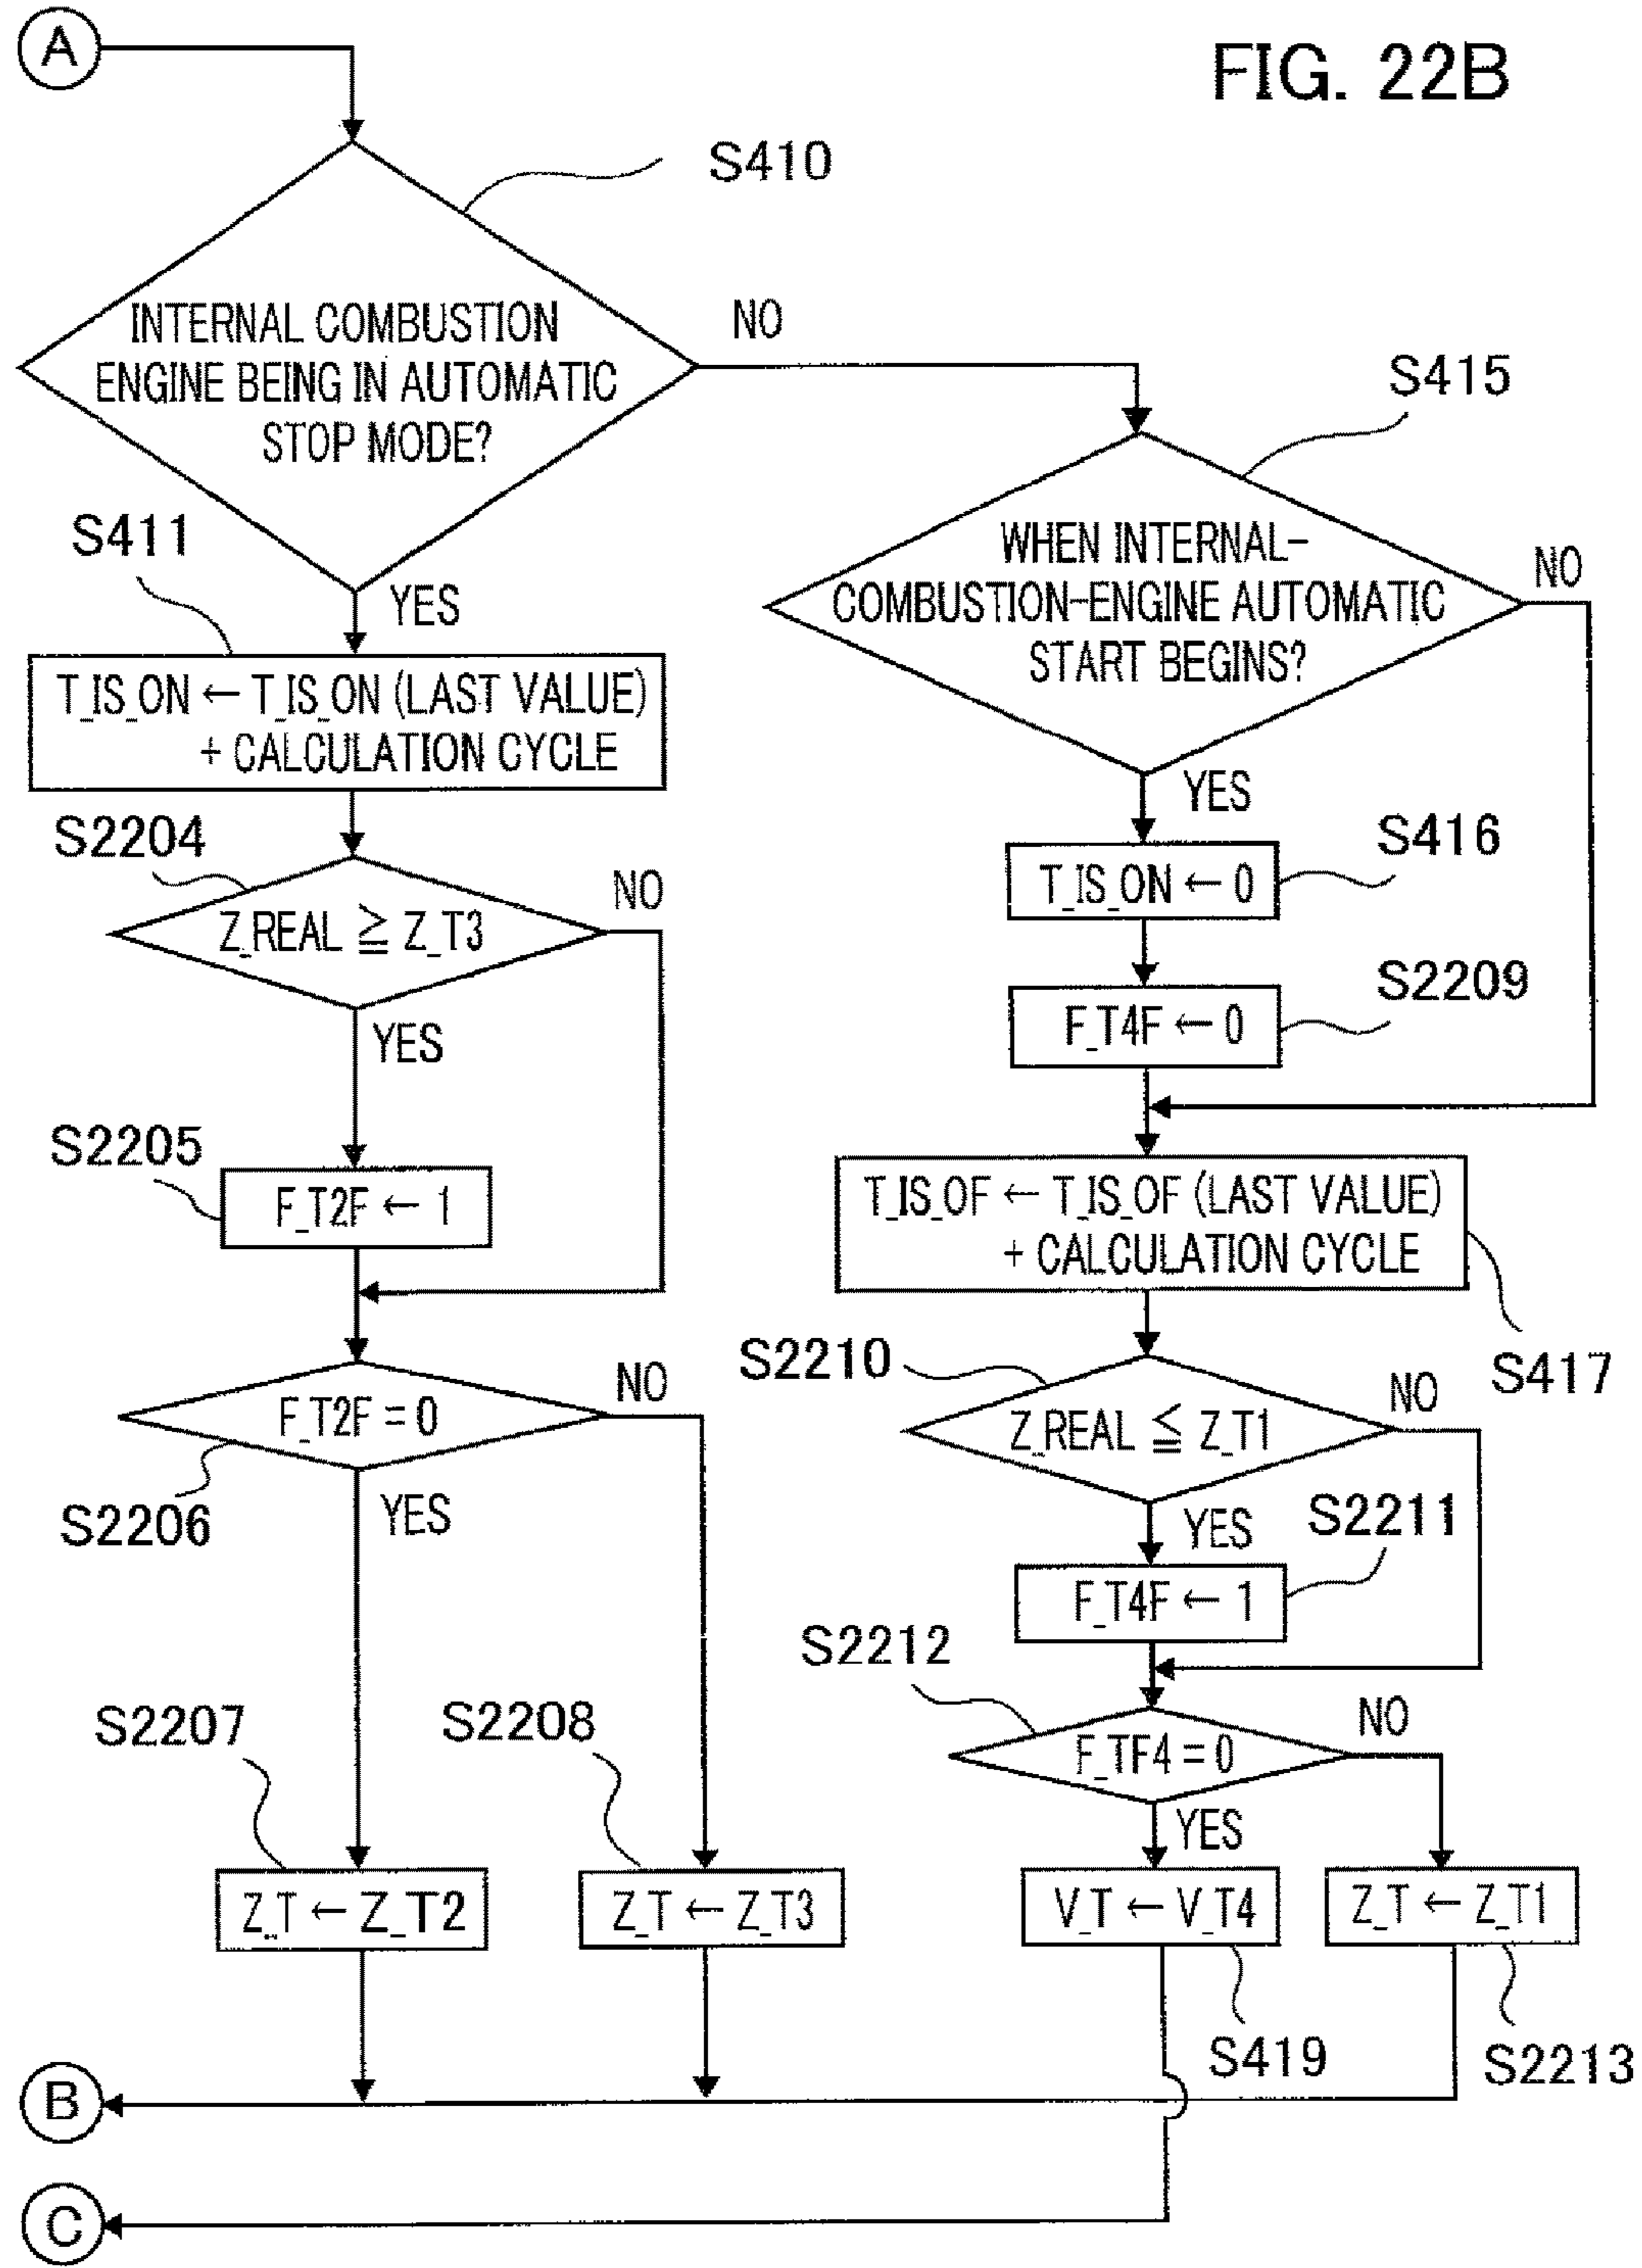 A
FIG. 22B
S410
INTERNAL COMBUSTION
ENGINE BEING IN AUTOMATIC
STOP MODE?
NO
YES
S411
T_IS_ON ← T_IS_ON (LAST VALUE)
+ CALCULATION CYCLE
S2204
Z_REAL ≧ Z_T3
NO
YES
S2205
F_T2F ← 1
F_T2F = 0
NO
S2206
YES
S2207
Z_T ← Z_T2
S2208
Z_T ← Z_T3
S415
WHEN INTERNAL-
COMBUSTION-ENGINE AUTOMATIC
START BEGINS?
NO
YES
S416
T_IS_ON ← 0
S2209
F_T4F ← 0
T_IS_OF ← T_IS_OF (LAST VALUE)
+ CALCULATION CYCLE
S417
S2210
Z_REAL ≦ Z_T1
NO
YES
S2211
F_T4F ← 1
S2212
F_TF4 = 0
NO
YES
V_T ← V_T4
Z_T ← Z_T1
S419
S2213
B
C